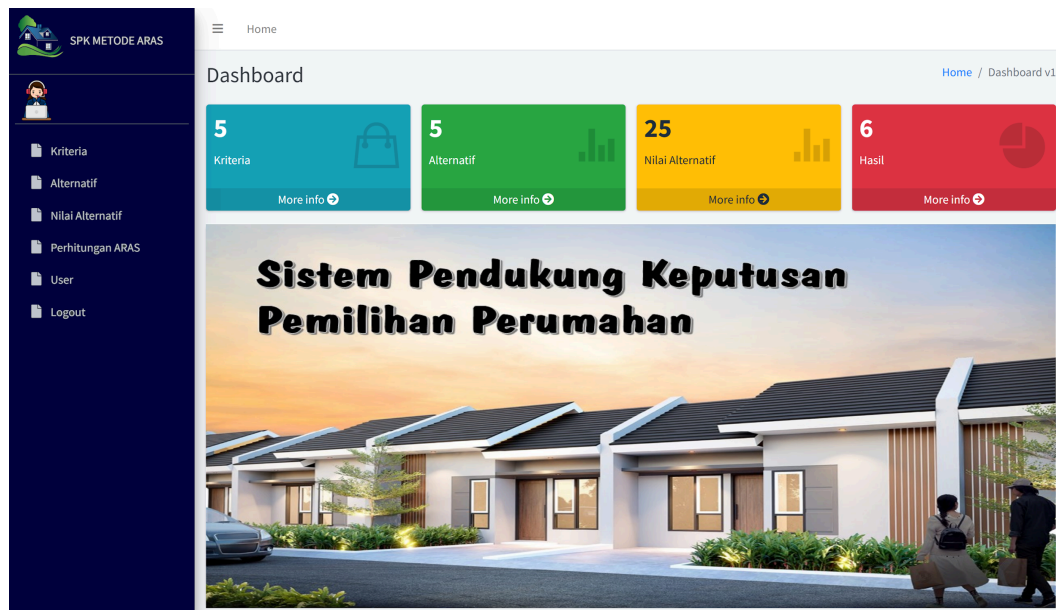 SPK METODE ARAS
Home
Dashboard
Home / Dashboard v1
5
Kriteria
More info
5
Alternatif
More info
25
Nilai Alternatif
More info
6
Hasil
More info
Kriteria
Alternatif
Nilai Alternatif
Perhitungan ARAS
User
Logout
Sistem Pendukung Keputusan
Pemilihan Perumahan